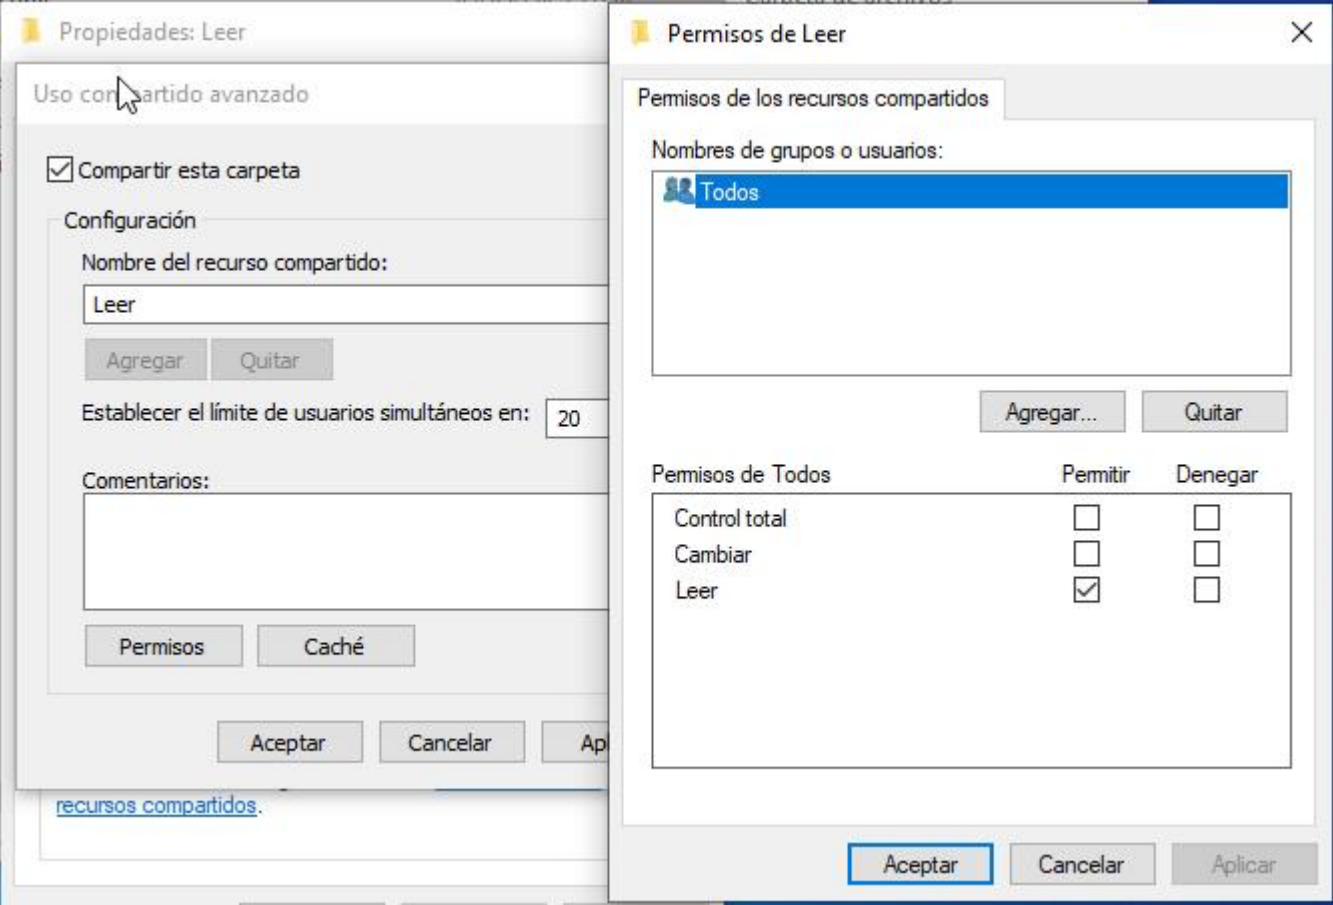 Propiedades: Leer
Uso compartido avanzado
Compartir esta carpeta
Configuración
Nombre del recurso compartido:
Leer
Agregar
Quitar
Establecer el límite de usuarios simultáneos en:
20
Comentarios:
Permisos
Caché
Aceptar
Cancelar
Apl
recursos compartidos.
Permisos de Leer
Permisos de los recursos compartidos
Nombres de grupos o usuarios:
Todos
Agregar...
Quitar
Permisos de Todos
Permitir
Denegar
Control total
Cambiar
Leer
Aceptar
Cancelar
Aplicar